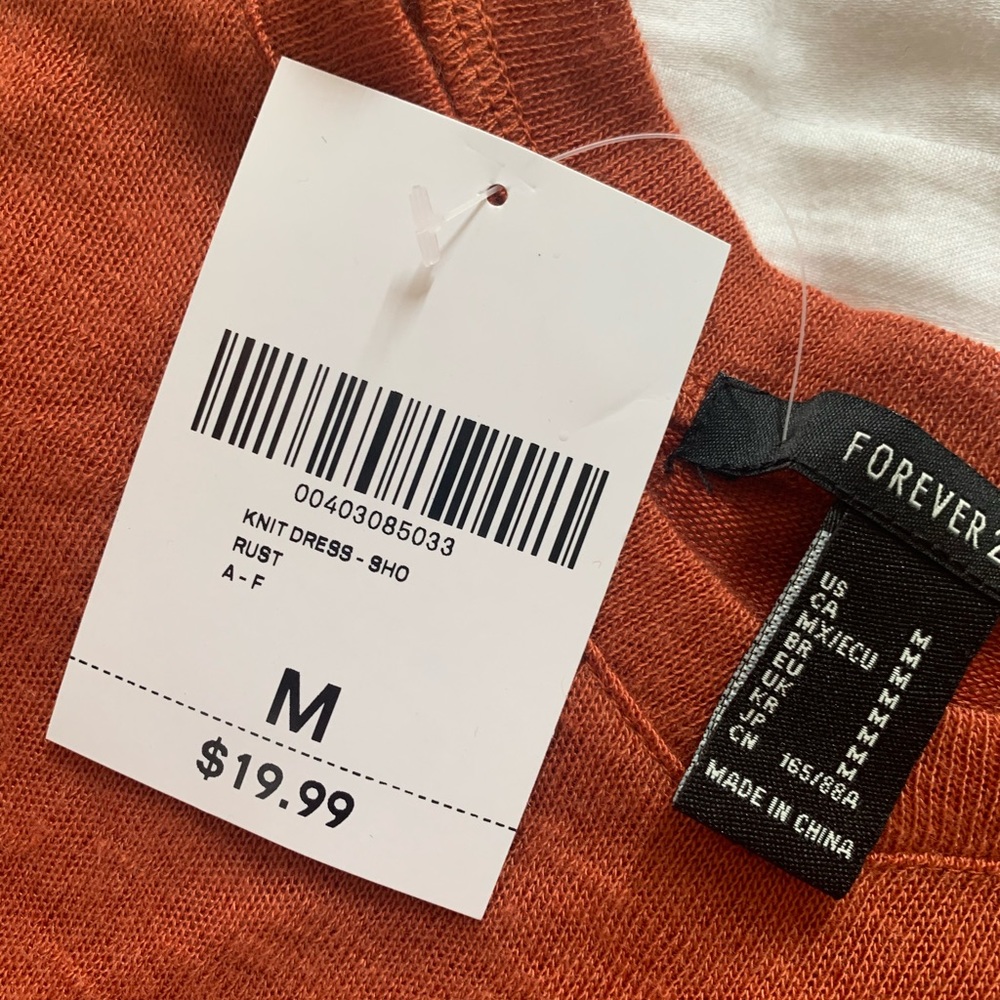 00403085033
KNIT DRESS - SHO
RUST
A - F
M
$19.99
FOREVER 2
US M
CA M
MX/ECU M
BR M
EU M
UK M
KR M
JP M
CN 165/88A
MADE IN CHINA